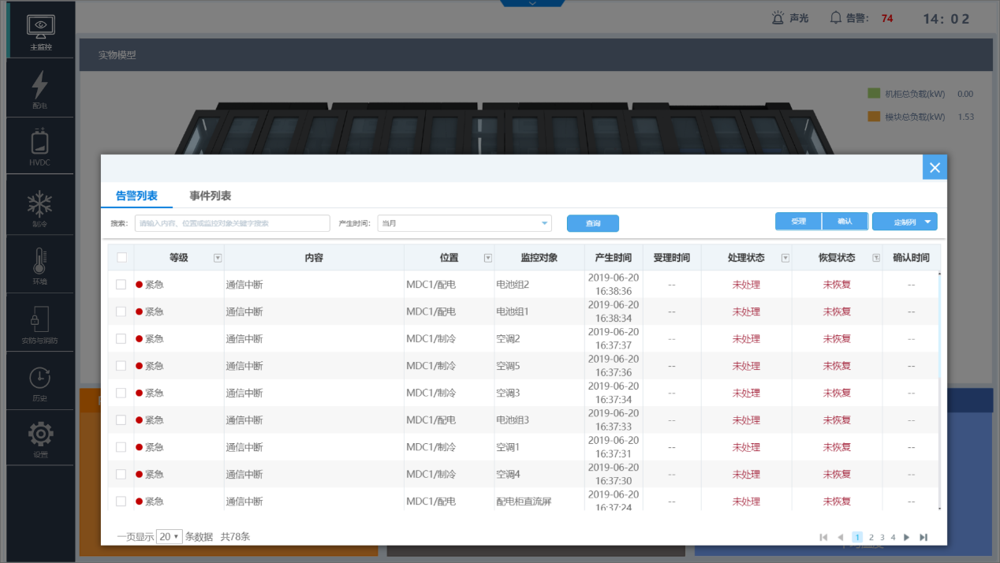 主监控
配电
HVDC
制冷
环境
安防与消防
历史
设置
声光 告警： 74 14: 02
实物模型
机柜总负载(kW) 0.00
模块总负载(kW) 1.53
告警列表 事件列表
搜索： 请输入内容、位置或监控对象关键字搜索 产生时间： 当月 查询 受理 确认 定制列
等级 内容 位置 监控对象 产生时间 受理时间 处理状态 恢复状态 确认时间
紧急 通信中断 MDC1/配电 电池组2 2019-06-20 16:38:36 -- 未处理 未恢复 --
紧急 通信中断 MDC1/配电 电池组1 2019-06-20 16:38:34 -- 未处理 未恢复 --
紧急 通信中断 MDC1/制冷 空调2 2019-06-20 16:37:37 -- 未处理 未恢复 --
紧急 通信中断 MDC1/制冷 空调5 2019-06-20 16:37:36 -- 未处理 未恢复 --
紧急 通信中断 MDC1/制冷 空调3 2019-06-20 16:37:34 -- 未处理 未恢复 --
紧急 通信中断 MDC1/配电 电池组3 2019-06-20 16:37:33 -- 未处理 未恢复 --
紧急 通信中断 MDC1/制冷 空调1 2019-06-20 16:37:31 -- 未处理 未恢复 --
紧急 通信中断 MDC1/制冷 空调4 2019-06-20 16:37:30 -- 未处理 未恢复 --
紧急 通信中断 MDC1/配电 配电柜直流屏 2019-06-20 16:37:24 -- 未处理 未恢复 --
一页显示 20 条数据 共78条 1 2 3 4